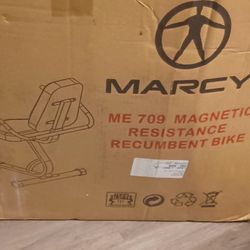 MARCY
ME 709 MAGNETIC
RESISTANCE
RECUMBENT BIKE